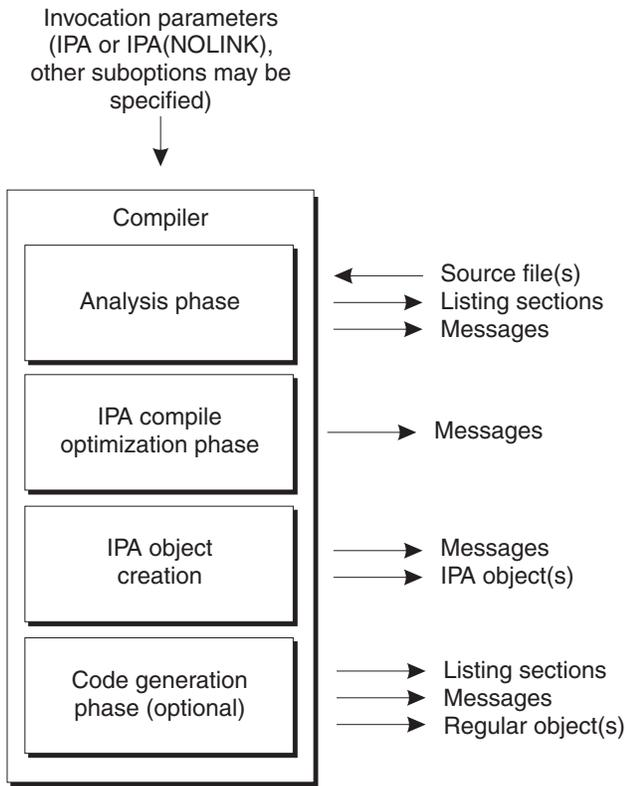 Invocation parameters
(IPA or IPA(NOLINK),
other suboptions may be
specified)
Compiler
Analysis phase
Source file(s)
Listing sections
Messages
IPA compile
optimization phase
Messages
IPA object
creation
Messages
IPA object(s)
Code generation
phase (optional)
Listing sections
Messages
Regular object(s)